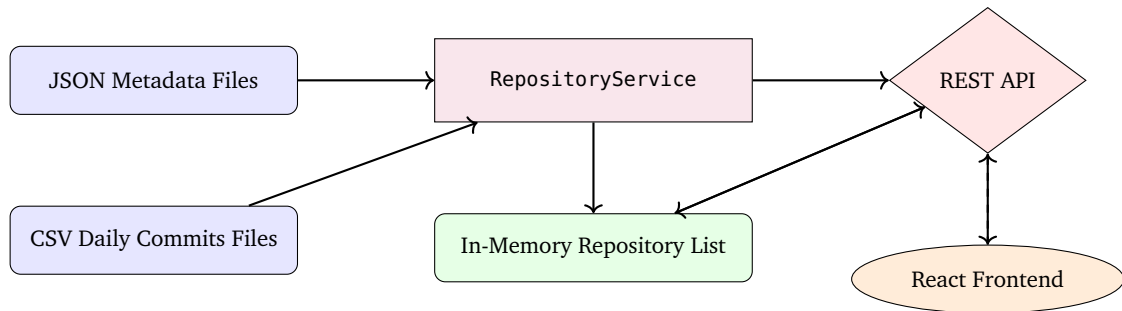 JSON Metadata Files
RepositoryService
REST API
CSV Daily Commits Files
In-Memory Repository List
React Frontend